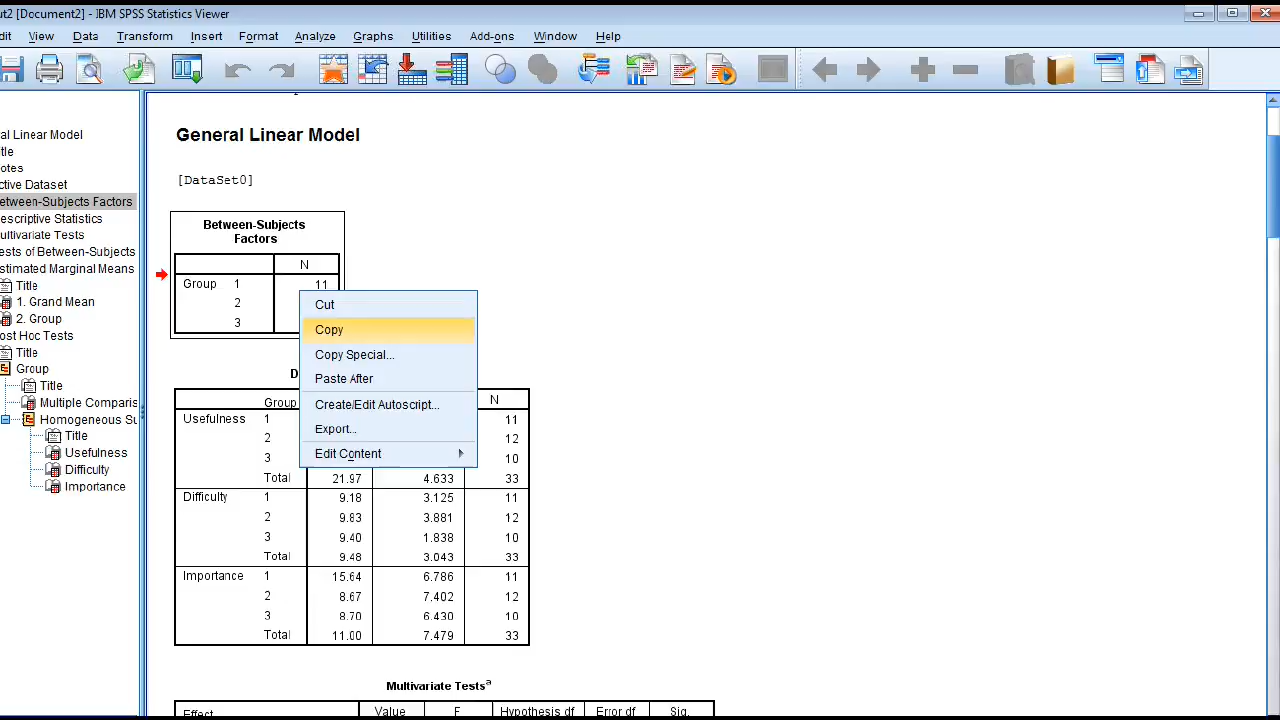 ut2 [Document2] - IBM SPSS Statistics Viewer
dit View Data Transform Insert Format Analyze Graphs Utilities Add-ons Window Help
al Linear Model
tle
otes
ctive Dataset
etween-Subjects Factors
escriptive Statistics
ultivariate Tests
ests of Between-Subjects
stimated Marginal Means
Title
1. Grand Mean
2. Group
ost Hoc Tests
Title
Group
Title
Multiple Comparis
Homogeneous Su
Title
Usefulness
Difficulty
Importance
General Linear Model
[DataSet0]
Between-Subjects
Factors
N
Group 1 11
2
3
Cut
Copy
Copy Special...
Paste After
Create/Edit Autoscript...
Export...
Edit Content
D
Group N
Usefulness 1 11
2 12
3 10
Total 21.97 4.633 33
Difficulty 1 9.18 3.125 11
2 9.83 3.881 12
3 9.40 1.838 10
Total 9.48 3.043 33
Importance 1 15.64 6.786 11
2 8.67 7.402 12
3 8.70 6.430 10
Total 11.00 7.479 33
Multivariate Testsa
Effect Value F Hypothesis df Error df Sig.